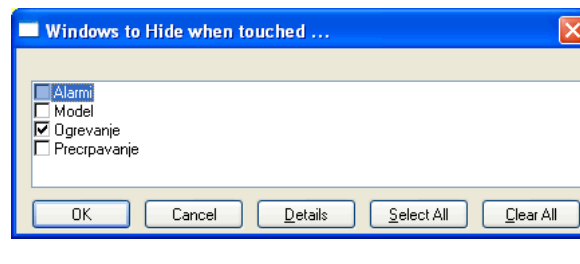 Windows to Hide when touched ...
Alarmi
Model
Ogrevanje
Precrpavanje
OK Cancel Details Select All Clear All